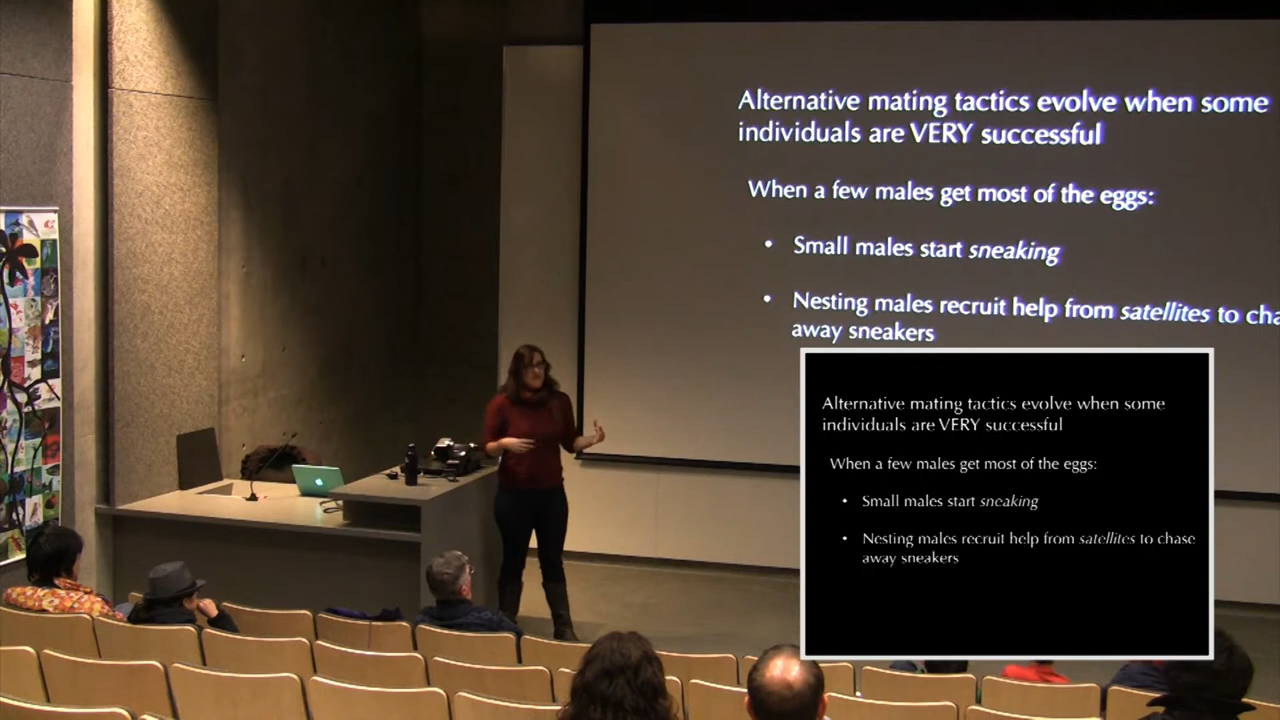 Alternative mating tactics evolve when some
individuals are VERY successful
When a few males get most of the eggs:
• Small males start sneaking
• Nesting males recruit help from satellites to cha
away sneakers
Alternative mating tactics evolve when some
individuals are VERY successful
When a few males get most of the eggs:
• Small males start sneaking
• Nesting males recruit help from satellites to chase
away sneakers